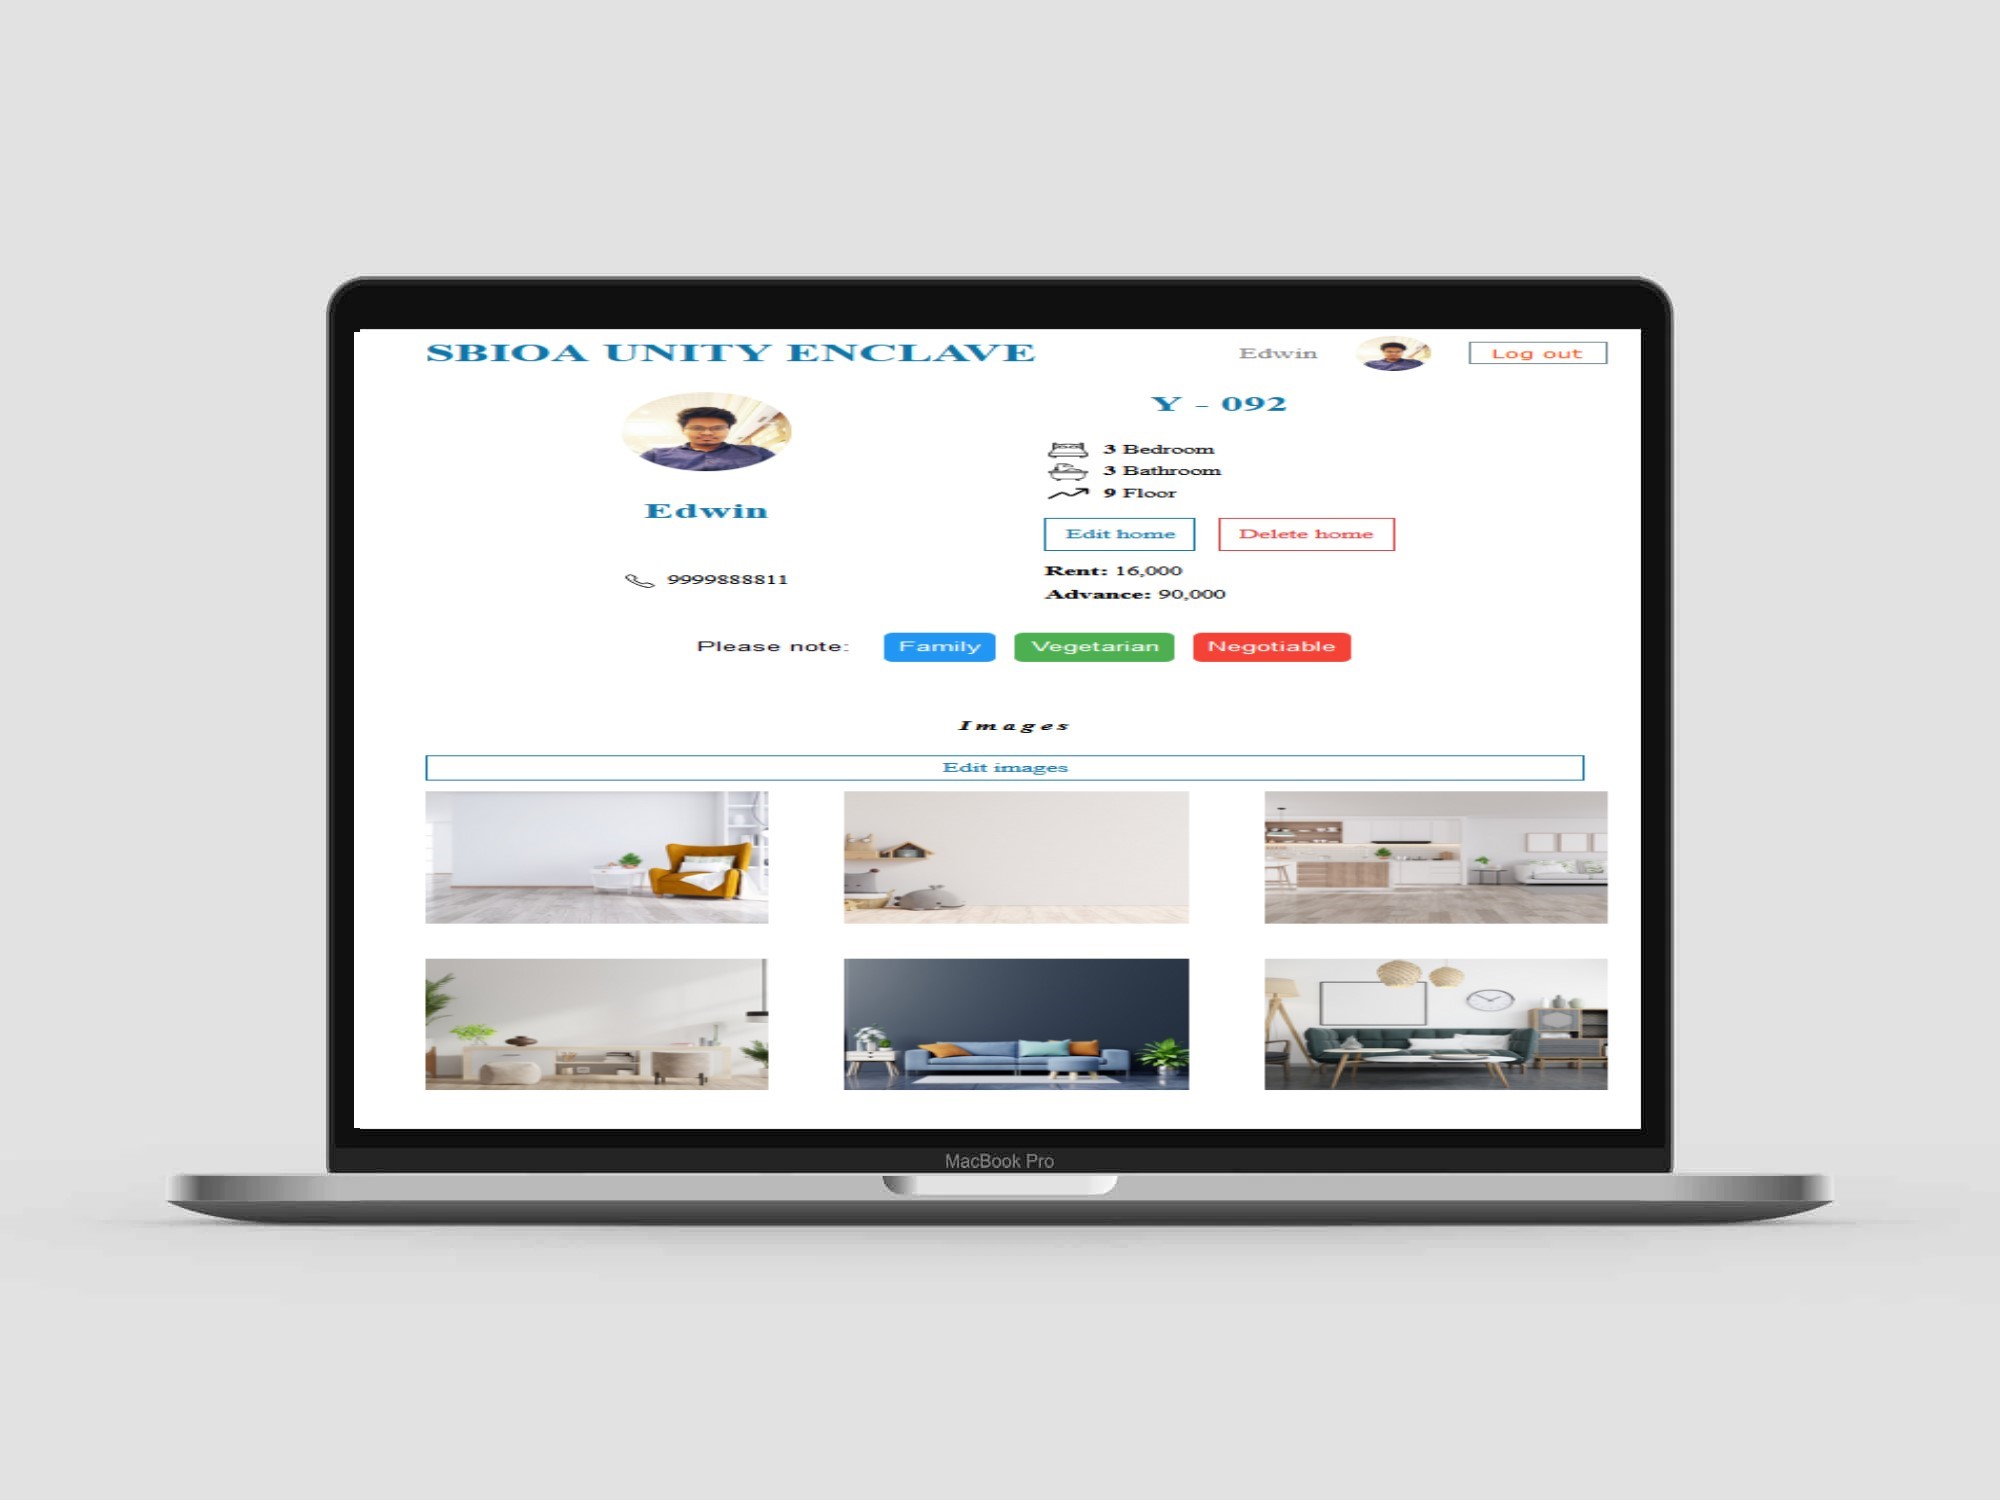 SBIOA UNITY ENCLAVE
Edwin
Log out
Edwin
9999888811
Y - 092
3 Bedroom
3 Bathroom
9 Floor
Edit home
Delete home
Rent: 16,000
Advance: 90,000
Please note: Family Vegetarian Negotiable
Images
Edit images
MacBook Pro